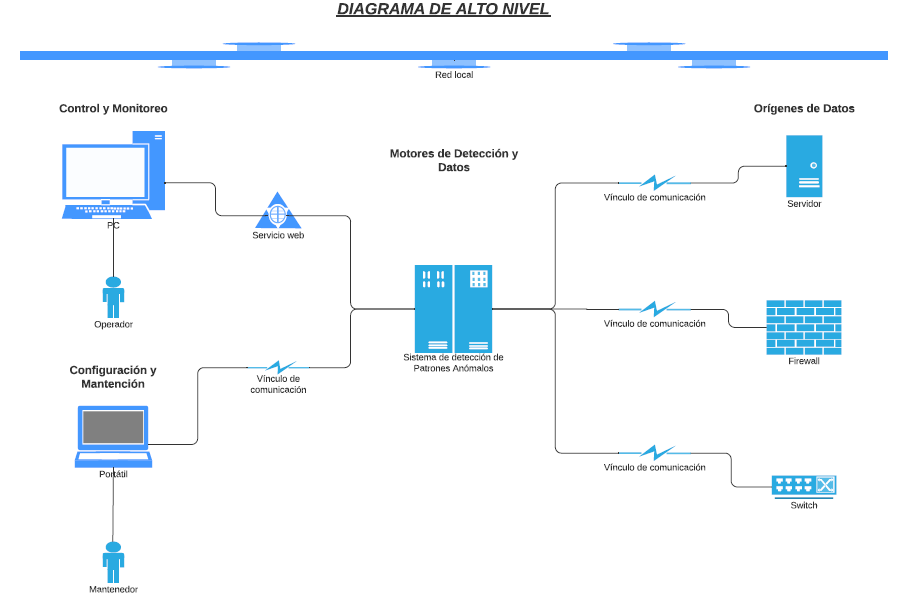 DIAGRAMA DE ALTO NIVEL
Red local
Control y Monitoreo
Orígenes de Datos
Motores de Detección y
Datos
PC
Servicio web
Vínculo de comunicación
Servidor
Operador
Vínculo de comunicación
Sistema de detección de
Patrones Anómalos
Firewall
Configuración y
Mantención
Vínculo de
comunicación
Portátil
Vínculo de comunicación
Switch
Mantenedor